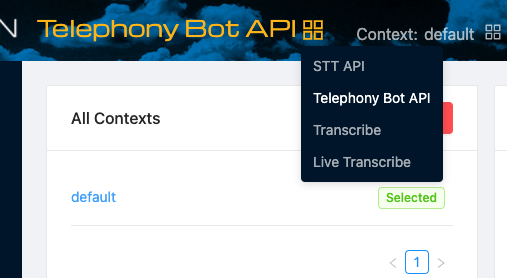 N Telephony Bot API Context: default
STT API
Telephony Bot API
Transcribe
Live Transcribe
All Contexts
default Selected
< 1 >